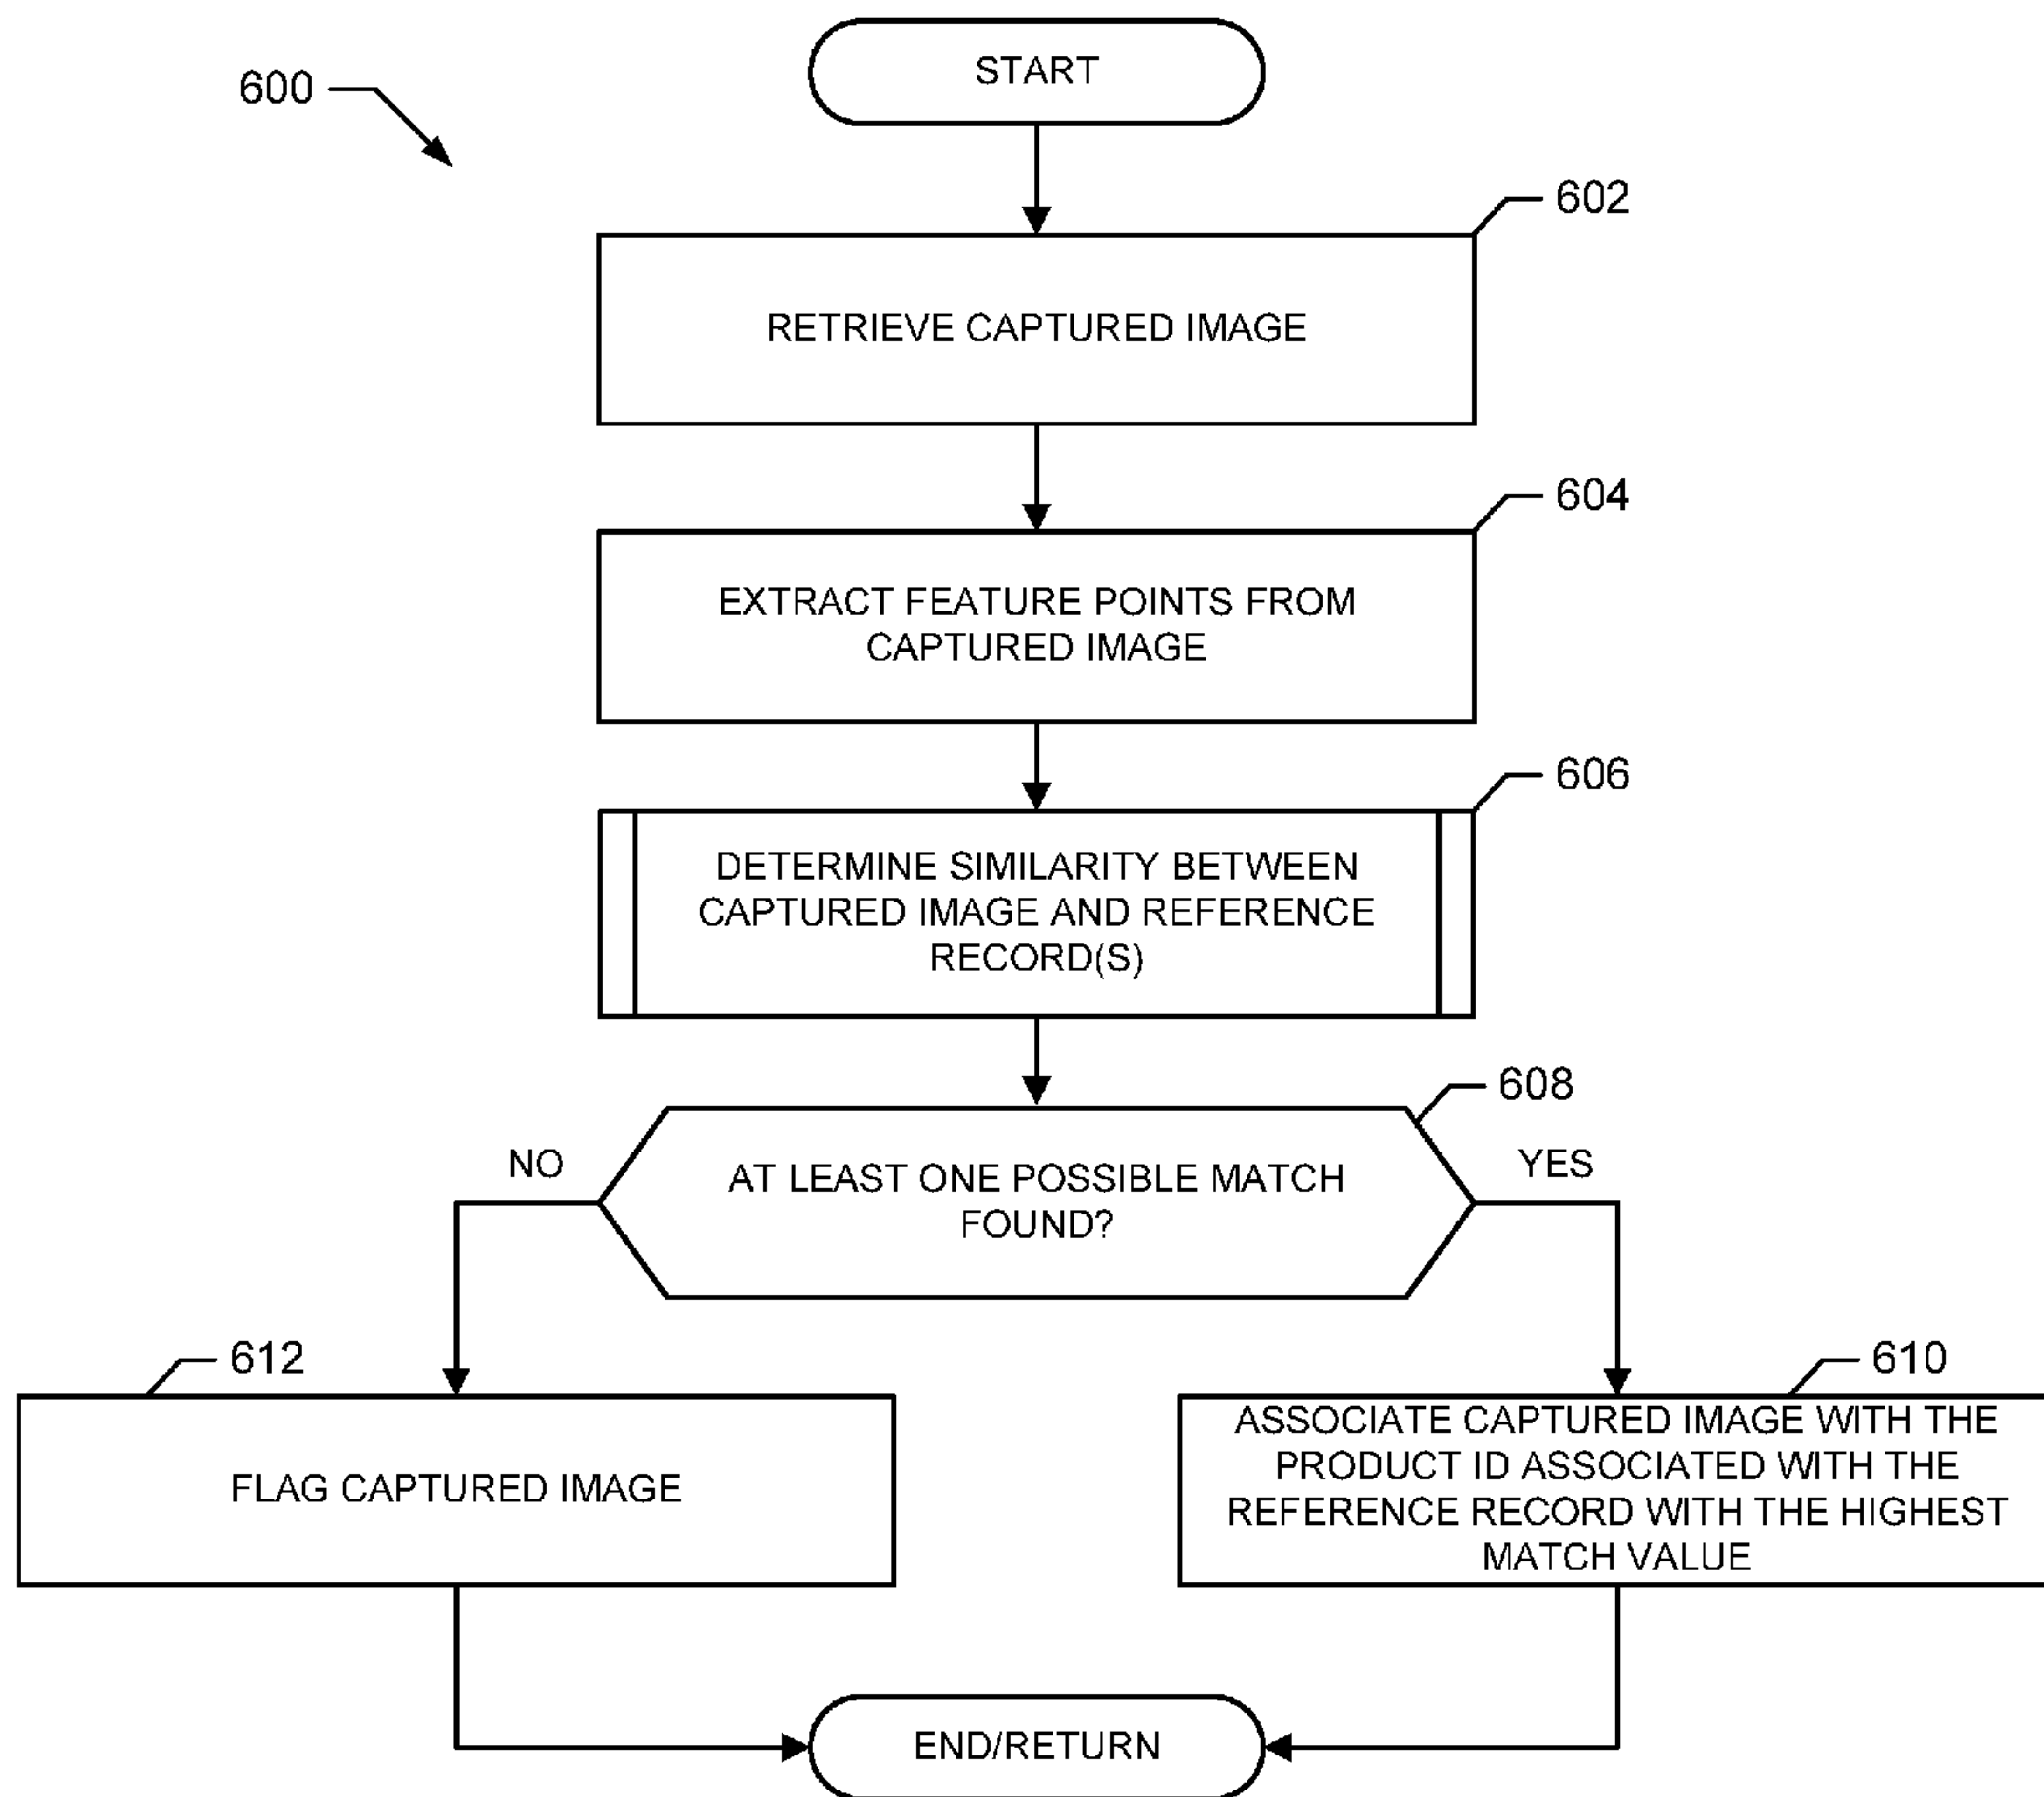 START
600
602
RETRIEVE CAPTURED IMAGE
604
EXTRACT FEATURE POINTS FROM
CAPTURED IMAGE
606
DETERMINE SIMILARITY BETWEEN
CAPTURED IMAGE AND REFERENCE
RECORD(S)
608
NO
AT LEAST ONE POSSIBLE MATCH
FOUND?
YES
612
FLAG CAPTURED IMAGE
610
ASSOCIATE CAPTURED IMAGE WITH THE
PRODUCT ID ASSOCIATED WITH THE
REFERENCE RECORD WITH THE HIGHEST
MATCH VALUE
END/RETURN